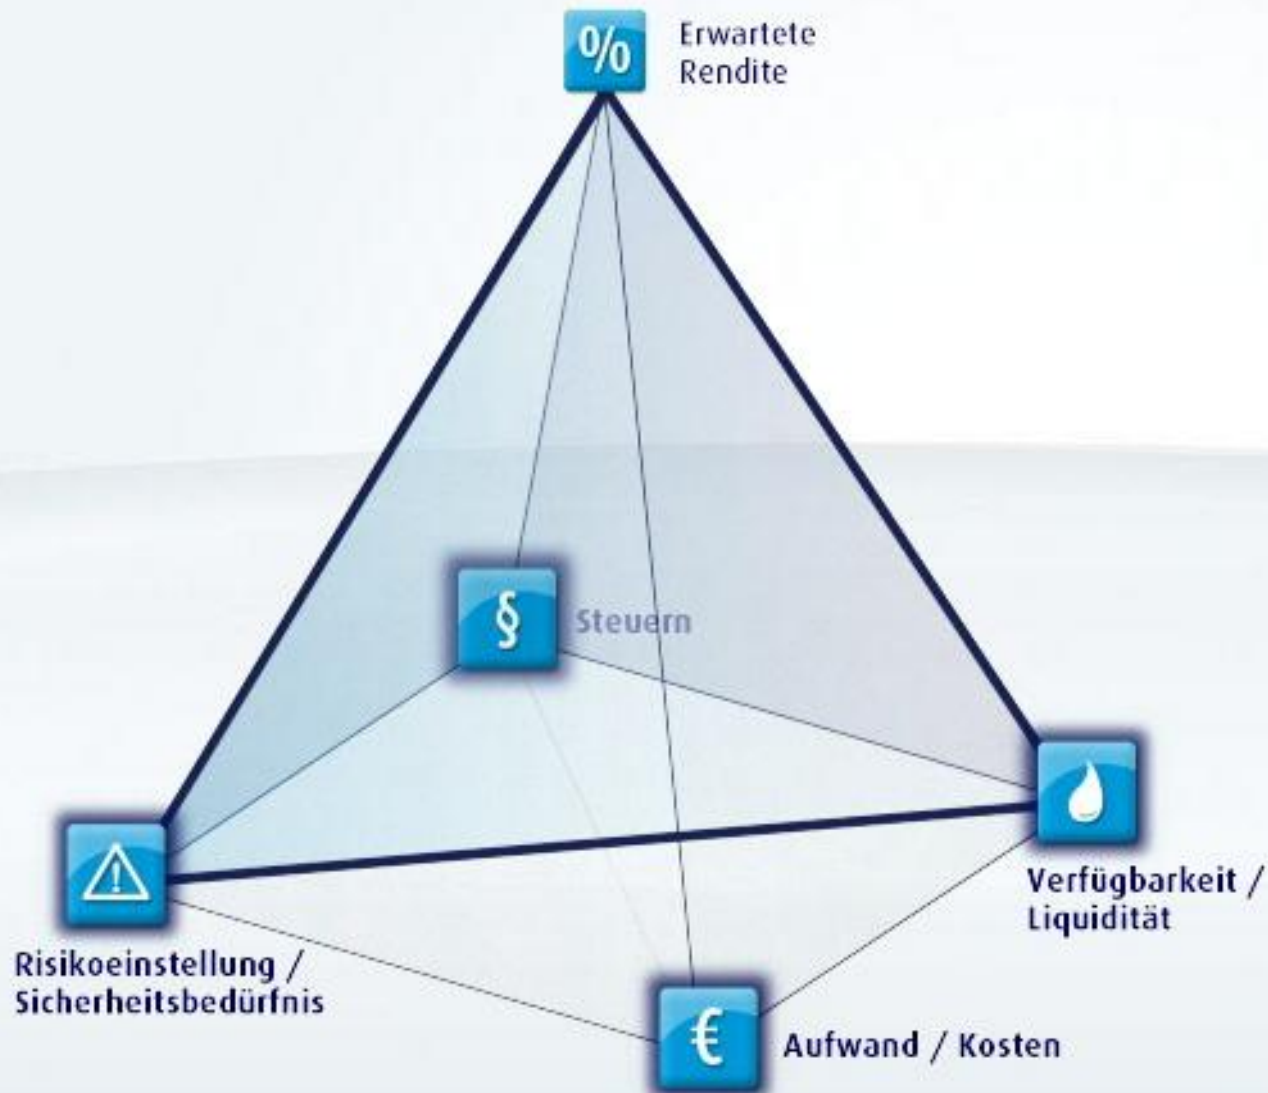 %
Erwartete
Rendite
§
Steuern
Verfügbarkeit /
Liquidität
!
Risikoeinstellung /
Sicherheitsbedürfnis
€
Aufwand / Kosten